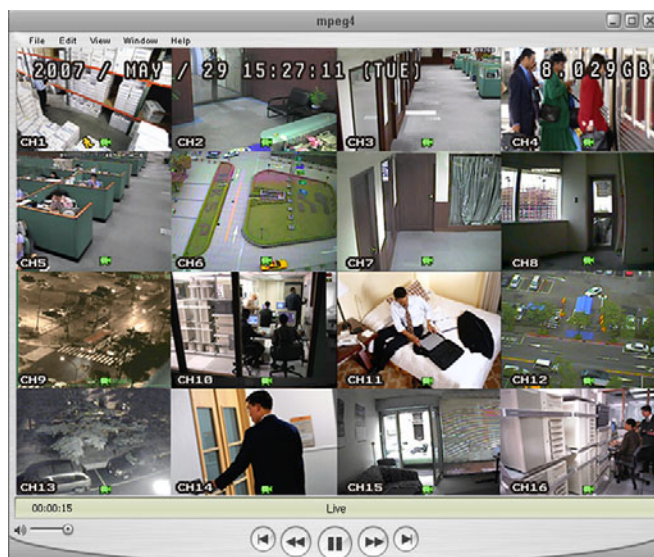 mpeg4
File Edit View Window Help
2007 / MAY / 29 15:27:11 (TUE) 8.029GB
CH1 CH2 CH3 CH4
CH5 CH6 CH7 CH8
CH9 CH10 CH11 CH12
CH13 CH14 CH15 CH16
00:00:15 Live